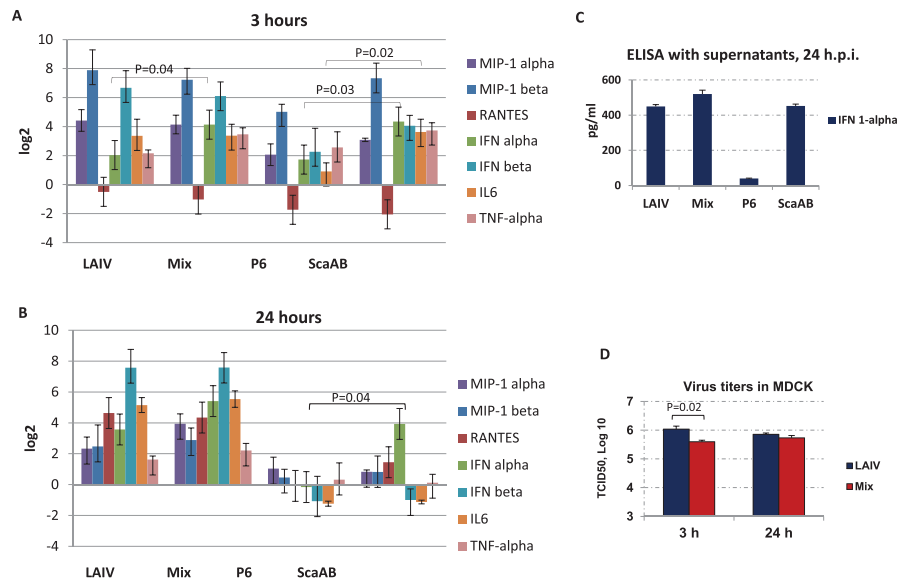 A
3 hours
10
8
6
4
2
0
-2
-4
log2
P=0.04
P=0.02
P=0.03
LAIV Mix P6 ScaAB
MIP-1 alpha
MIP-1 beta
RANTES
IFN alpha
IFN beta
IL6
TNF-alpha
B
24 hours
10
8
6
4
2
0
-2
-4
log2
P=0.04
LAIV Mix P6 ScaAB
MIP-1 alpha
MIP-1 beta
RANTES
IFN alpha
IFN beta
IL6
TNF-alpha
C
ELISA with supernatants, 24 h.p.i.
600
400
200
0
pg/ml
LAIV Mix P6 ScaAB
IFN 1-alpha
D
Virus titers in MDCK
7
6
5
4
3
TCID50, Log 10
P=0.02
3 h 24 h
LAIV
Mix